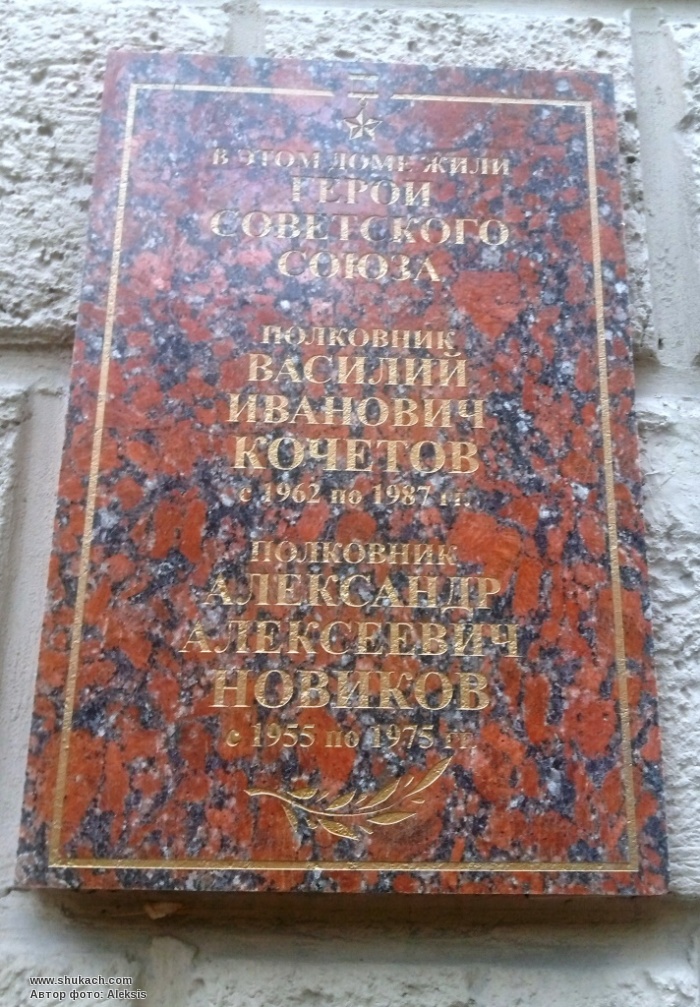 В ЭТОМ ДОМЕ ЖИЛИ
ГЕРОИ
СОВЕТСКОГО
СОЮЗА
ПОЛКОВНИК
ВАСИЛИЙ
ИВАНОВИЧ
КОЧЕТОВ
с 1962 по 1987 гг.
ПОЛКОВНИК
АЛЕКСАНДР
АЛЕКСЕЕВИЧ
НОВИКОВ
с 1955 по 1975 гг
www.shukach.com
Автор фото: Aleksis